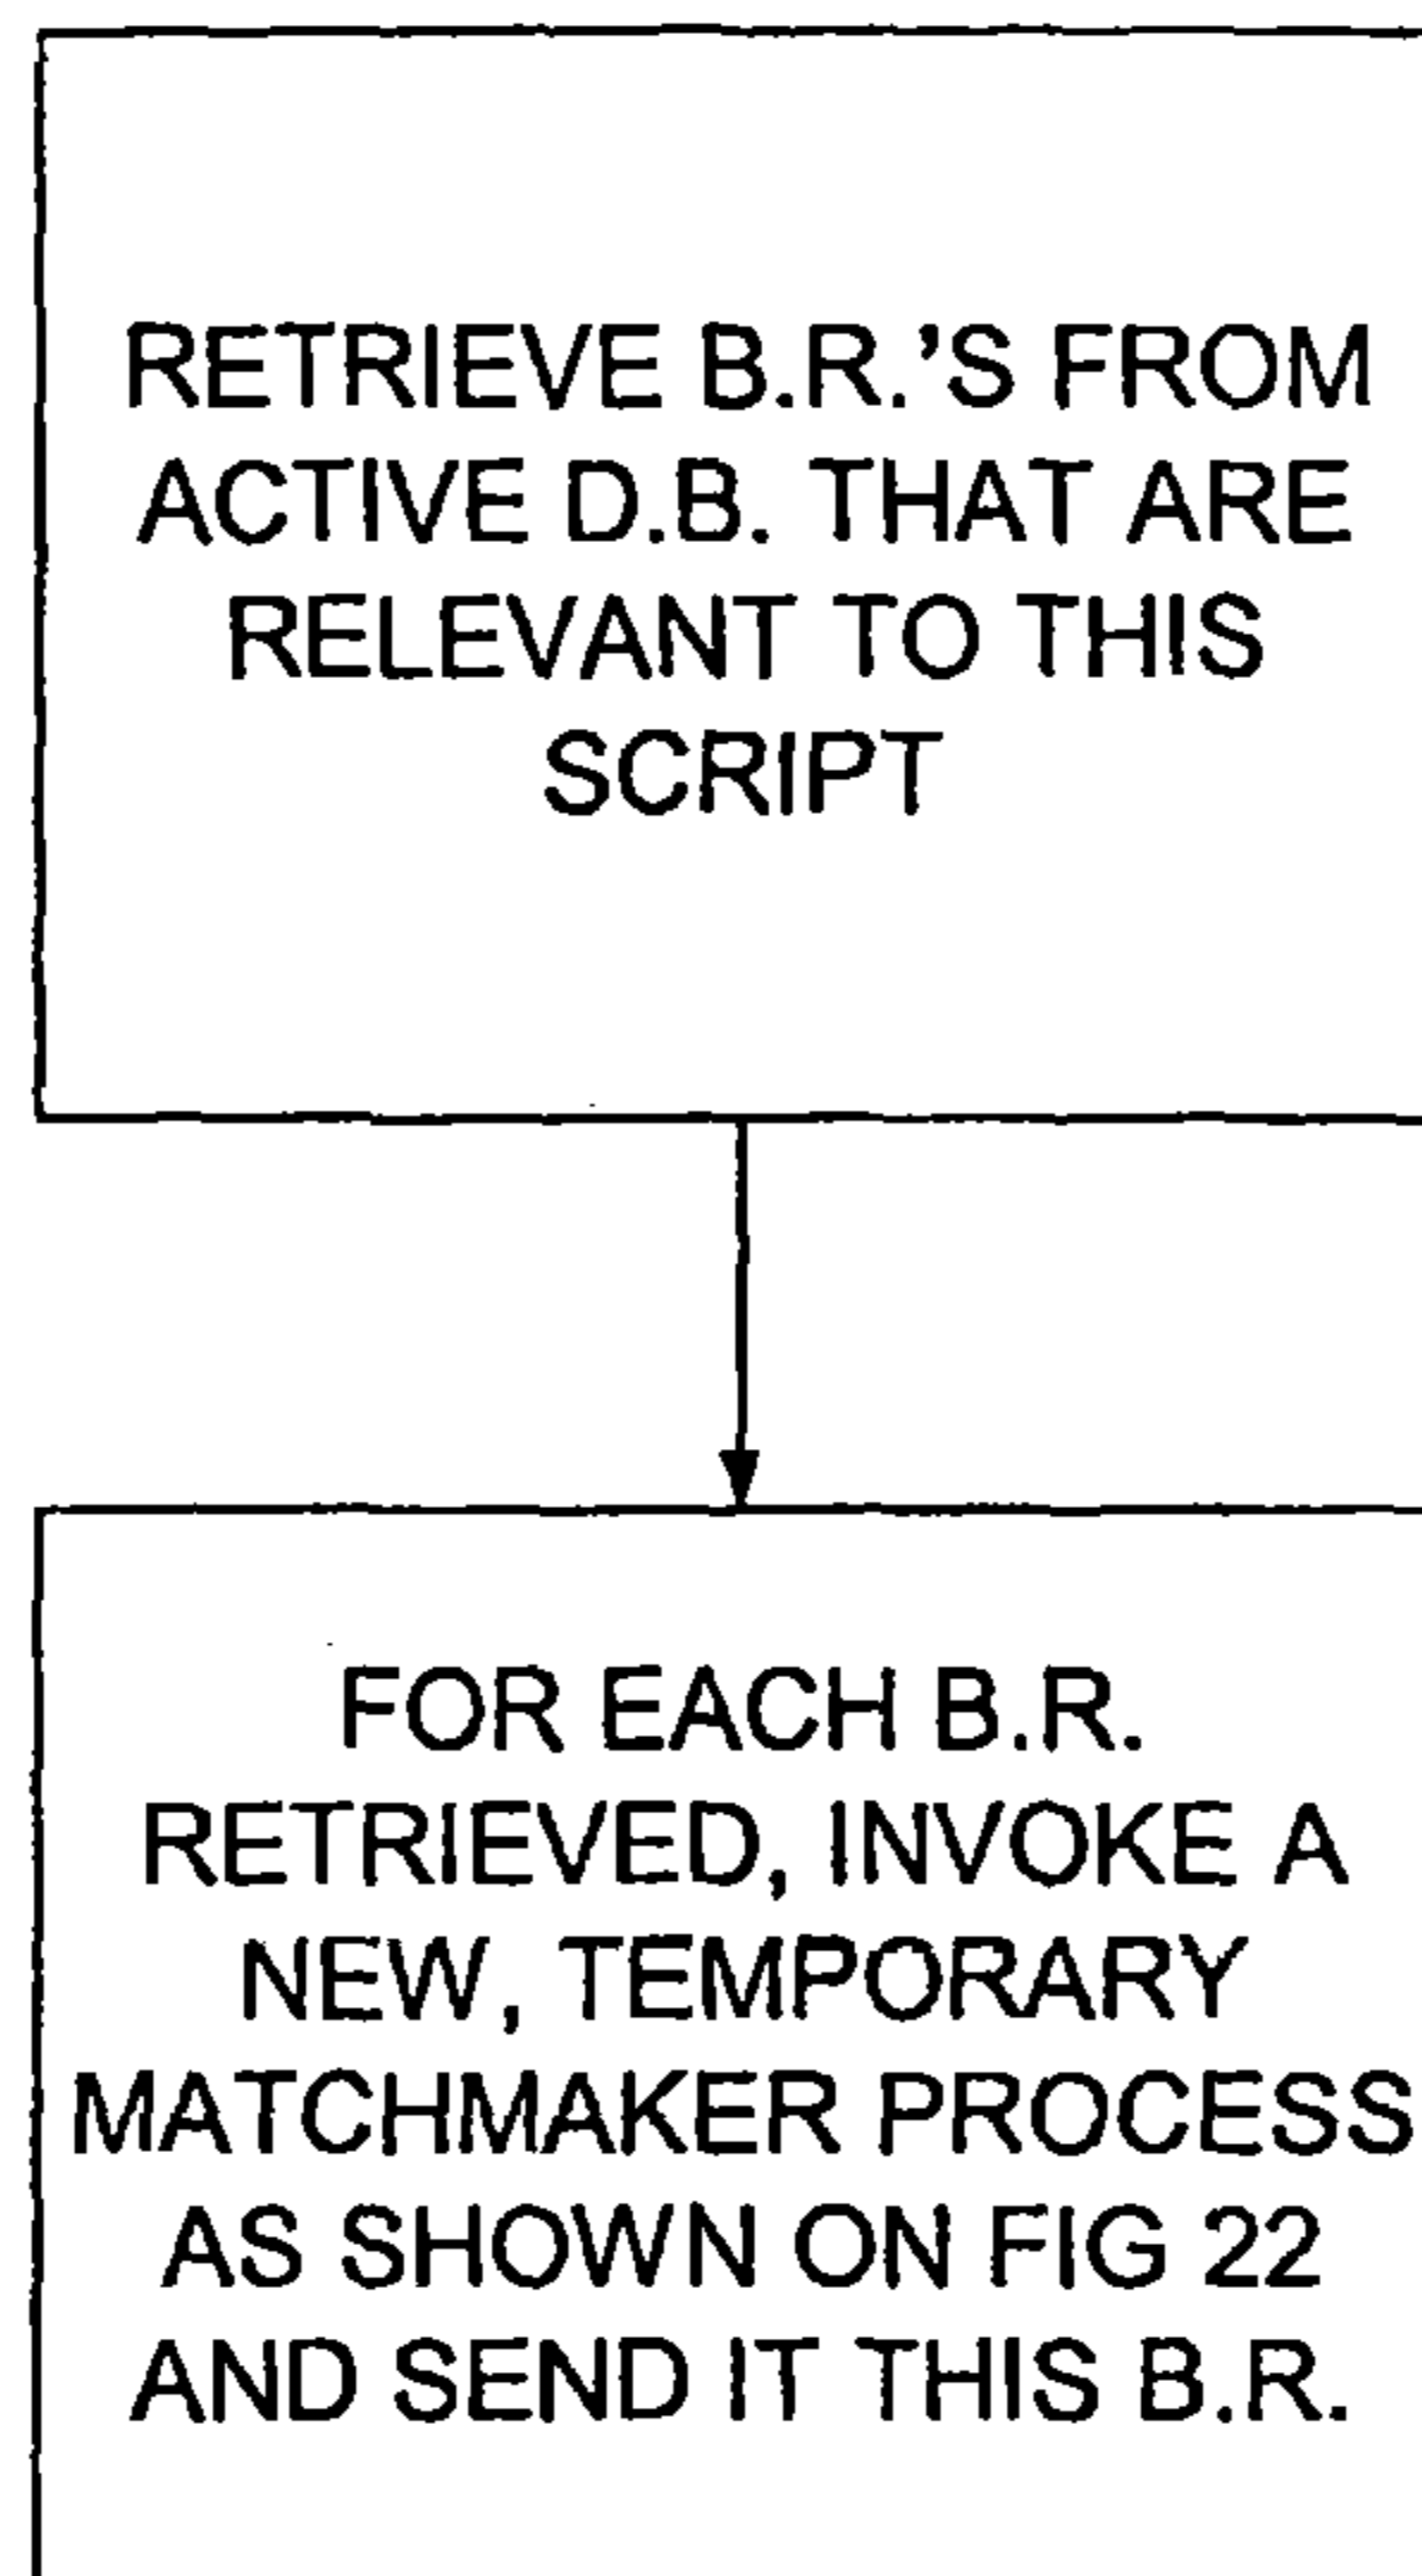 RETRIEVE B.R.'S FROM
ACTIVE D.B. THAT ARE
RELEVANT TO THIS
SCRIPT
FOR EACH B.R.
RETRIEVED, INVOKE A
NEW, TEMPORARY
MATCHMAKER PROCESS
AS SHOWN ON FIG 22
AND SEND IT THIS B.R.